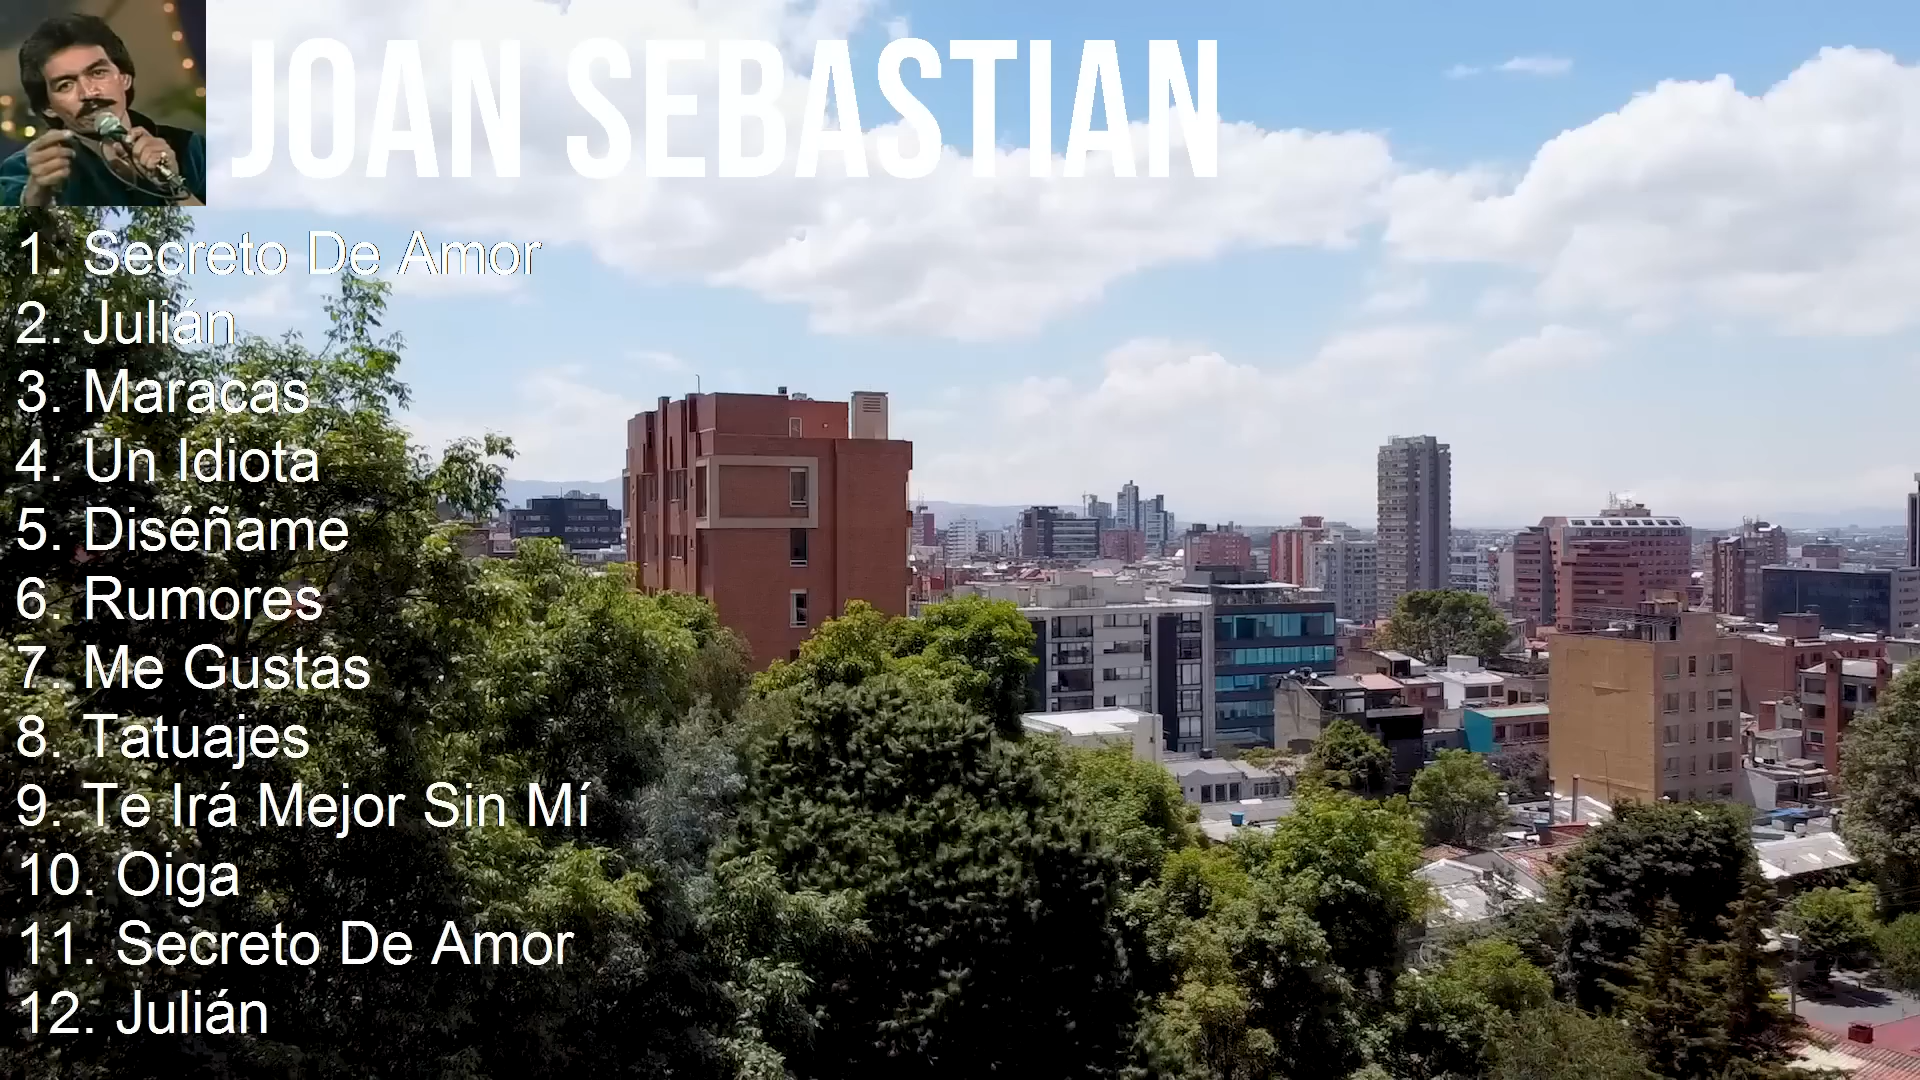 JOAN SEBASTIAN
1. Secreto De Amor
2. Julián
3. Maracas
4. Un Idiota
5. Diséñame
6. Rumores
7. Me Gustas
8. Tatuajes
9. Te Irá Mejor Sin Mí
10. Oiga
11. Secreto De Amor
12. Julián